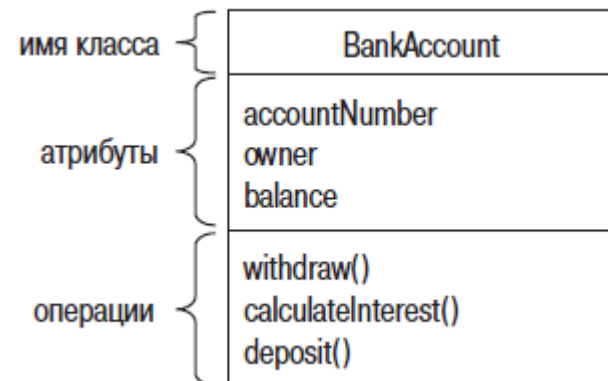 имя класса
BankAccount
атрибуты
accountNumber
owner
balance
операции
withdraw()
calculateInterest()
deposit()